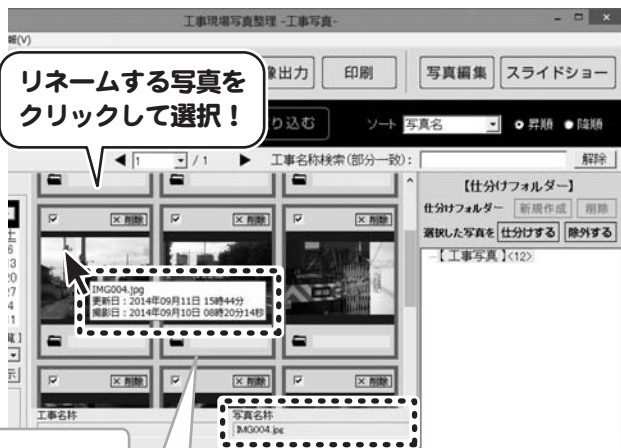 工事現場写真整理 -工事写真-
報(V)
リネームする写真を
クリックして選択！
象出力
印刷
写真編集
スライドショー
り込む
ソート
写真名
昇順
降順
1
/ 1
工事名称検索(部分一致):
解除
【仕分けフォルダー】
仕分けフォルダー
新規作成
削除
選択した写真を
仕分けする
除外する
【工事写真】<12>
× 削除
× 削除
× 削除
IMG004.jpg
更新日：2014年09月11日 15時44分
撮影日：2014年09月10日 08時20分14秒
× 削除
× 削除
× 削除
工事名称
写真名称
IMG004.jpg